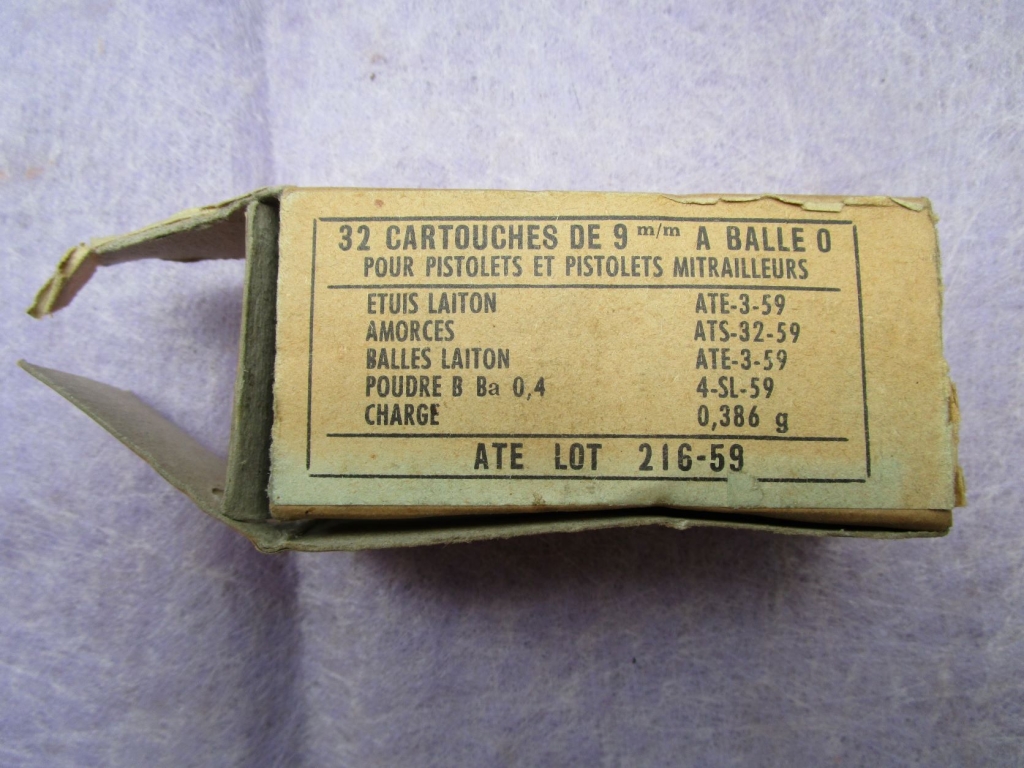 32 CARTOUCHES DE 9 m/m A BALLE O
POUR PISTOLETS ET PISTOLETS MITRAILLEURS
ETUIS LAITON ATE-3-59
AMORCES ATS-32-59
BALLES LAITON ATE-3-59
POUDRE B Ba 0,4 4-SL-59
CHARGE 0,386 g
ATE LOT 216-59